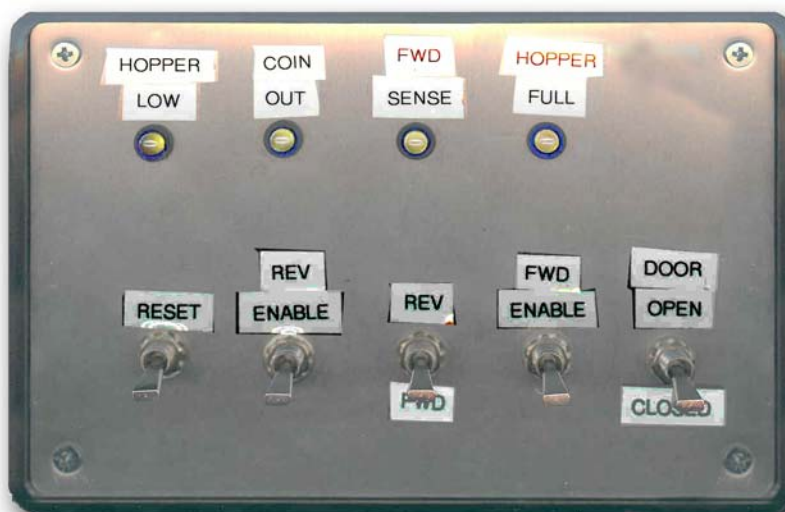 HOPPER
LOW
COIN
OUT
FWD
SENSE
HOPPER
FULL
RESET
REV
ENABLE
REV
FWD
FWD
ENABLE
DOOR
OPEN
CLOSED